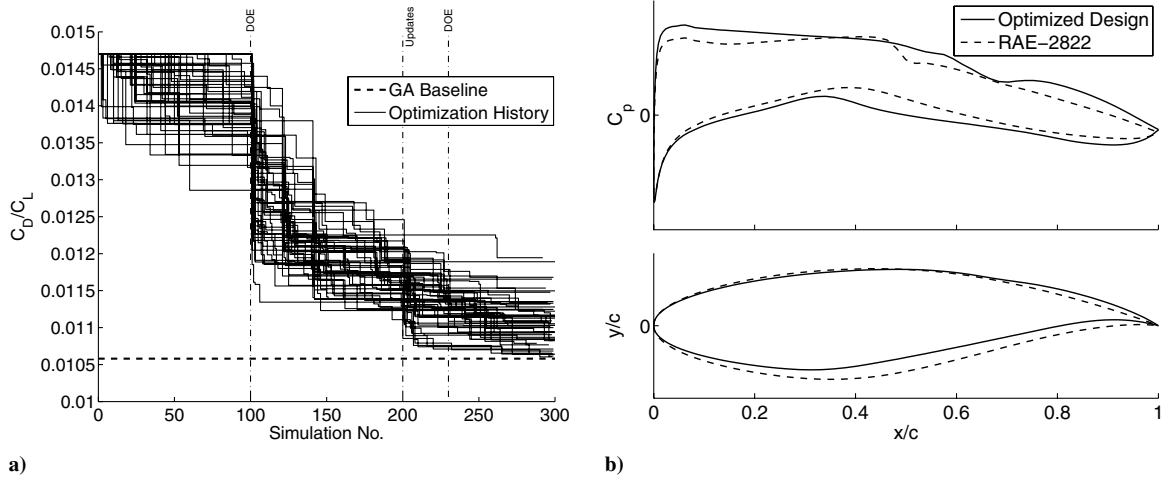 0.015
0.0145
0.014
0.0135
0.013
0.0125
0.012
0.0115
0.011
0.0105
0.01
C_D/C_L
DOE
Updates
DOE
GA Baseline
Optimization History
0 50 100 150 200 250 300
Simulation No.
a)
Optimized Design
RAE-2822
C_p
0
y/c
0
0 0.2 0.4 0.6 0.8 1
x/c
b)